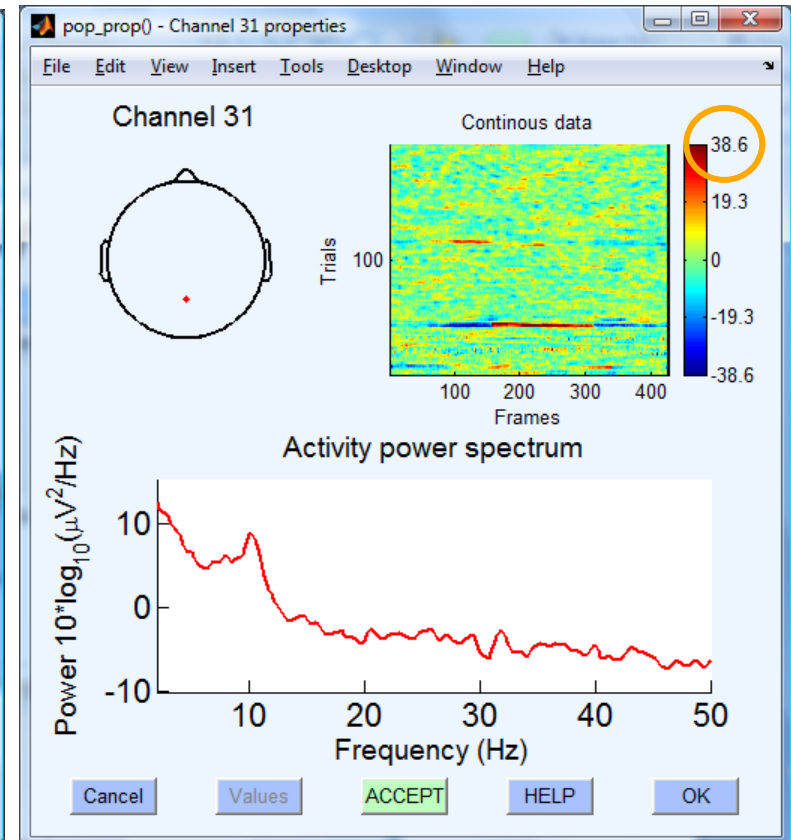 pop_prop() - Channel 31 properties
File Edit View Insert Tools Desktop Window Help
Channel 31
Continous data
38.6
19.3
0
-19.3
-38.6
Trials
100
100 200 300 400
Frames
Activity power spectrum
Power 10*log10(μV2/Hz)
10
0
-10
10 20 30 40 50
Frequency (Hz)
Cancel Values ACCEPT HELP OK